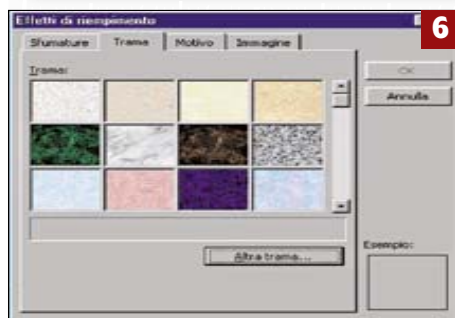 Effetti di riempimento
6
Sfumature Trama Motivo Immagine
Trama:
OK
Annulla
Altra trama...
Esempio: